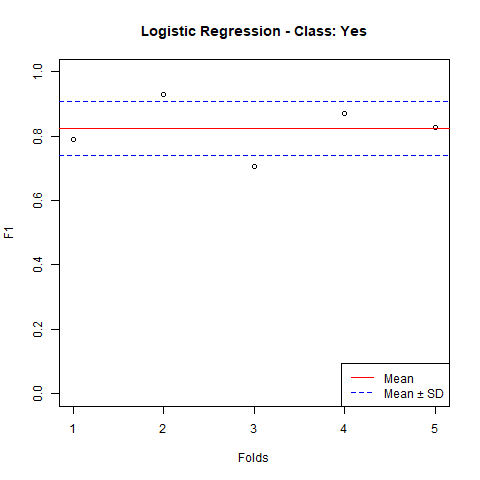 Logistic Regression - Class: Yes
1.0
0.8
0.6
0.4
0.2
0.0
F1
Mean
Mean ± SD
1 2 3 4 5
Folds